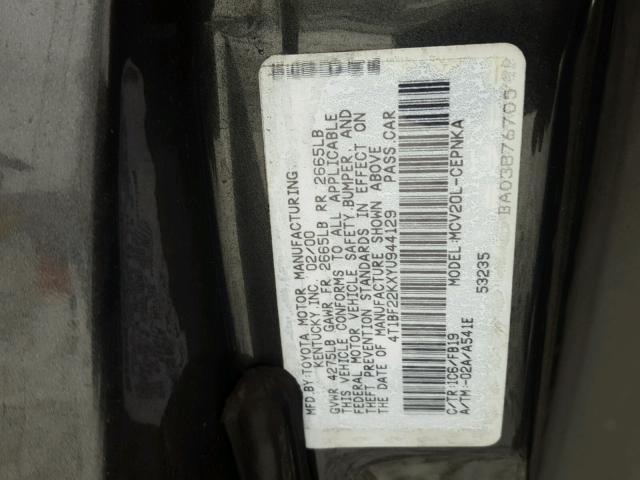 MFD.BY:TOYOTA MOTOR MANUFACTURING
KENTUCKY,INC. 02/00
GVWR 4275LB GAWR FR 2665LB RR 2665LB
THIS VEHICLE CONFORMS TO ALL APPLICABLE
FEDERAL MOTOR VEHICLE SAFETY,BUMPER, AND
THEFT PREVENTION STANDARDS IN EFFECT ON
THE DATE OF MANUFACTURE SHOWN ABOVE
4T1BF22KXYU944129 PASS.CAR
C/TR:1C6/FB19 MODEL:MCV20L-CEPNKA
A/TM:-02A/A541E 53235
BA03876705